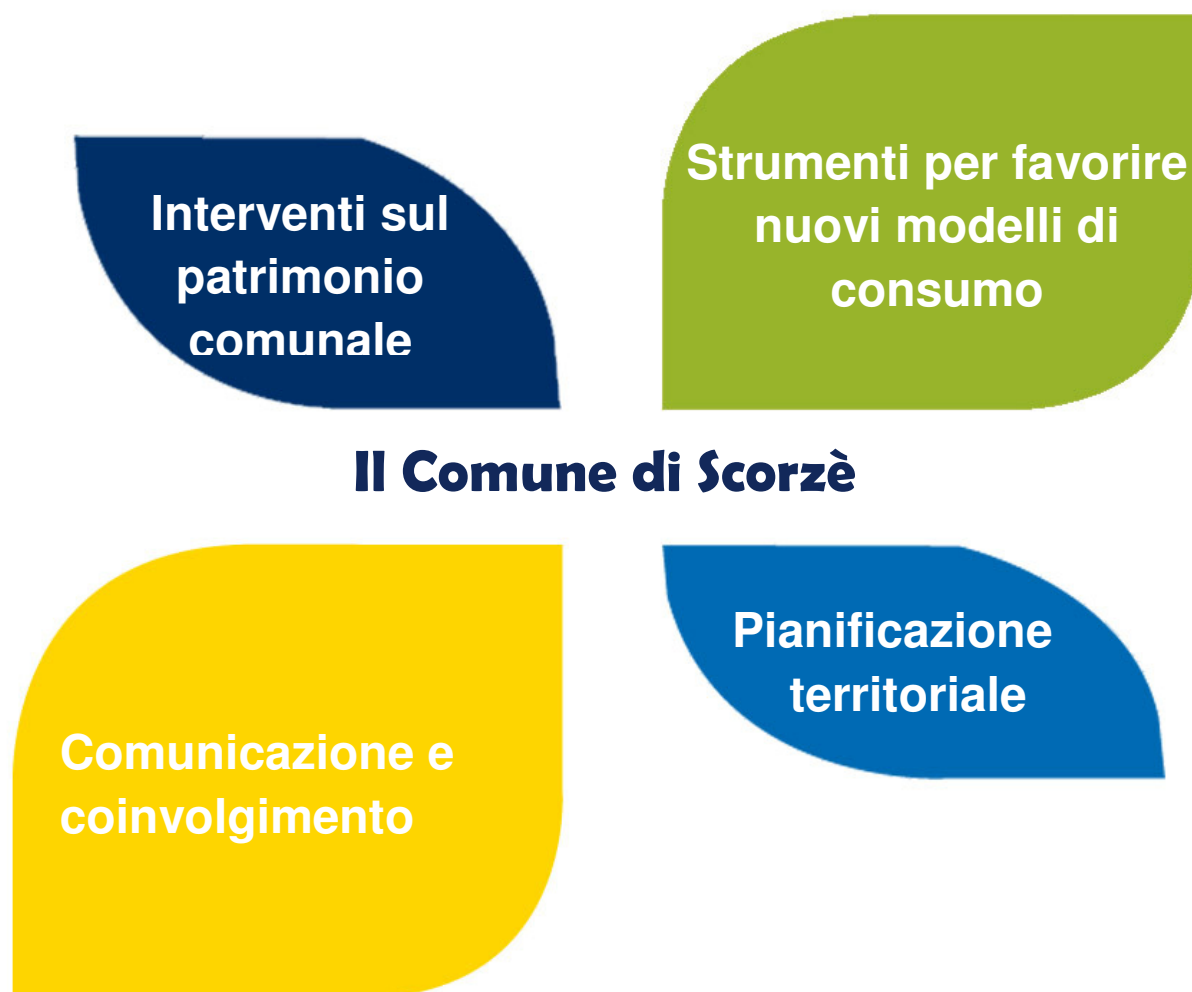 Interventi sul
patrimonio
comunale
Strumenti per favorire
nuovi modelli di
consumo
Il Comune di Scorzè
Comunicazione e
coinvolgimento
Pianificazione
territoriale